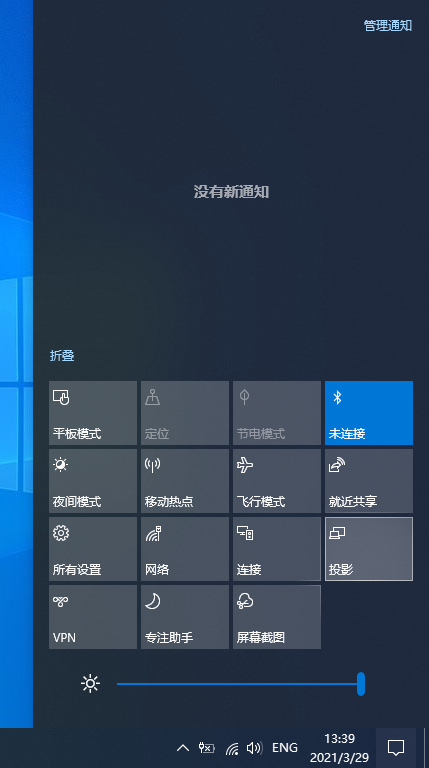 管理通知
没有新通知
折叠
平板模式
定位
节电模式
未连接
夜间模式
移动热点
飞行模式
就近共享
所有设置
网络
连接
投影
VPN
专注助手
屏幕截图
ENG
13:39
2021/3/29